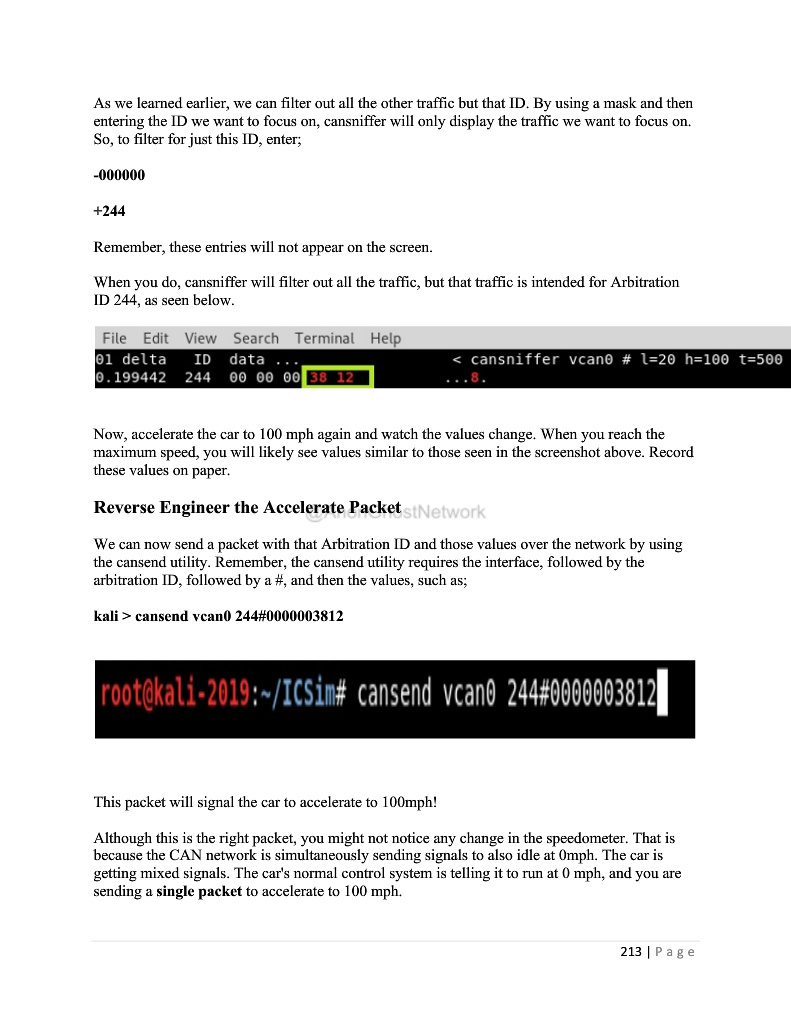 As we learned earlier, we can filter out all the other traffic but that ID. By using a mask and then
entering the ID we want to focus on, cansniffer will only display the traffic we want to focus on.
So, to filter for just this ID, enter;
-000000
+244
Remember, these entries will not appear on the screen.
When you do, cansniffer will filter out all the traffic, but that traffic is intended for Arbitration
ID 244, as seen below.
File Edit View Search Terminal Help
01 delta ID data ... < cansniffer vcan0 # l=20 h=100 t=500
0.199442 244 00 00 00 38 12 ...8.
Now, accelerate the car to 100 mph again and watch the values change. When you reach the
maximum speed, you will likely see values similar to those seen in the screenshot above. Record
these values on paper.
Reverse Engineer the Accelerate Packet
We can now send a packet with that Arbitration ID and those values over the network by using
the cansend utility. Remember, the cansend utility requires the interface, followed by the
arbitration ID, followed by a #, and then the values, such as;
kali > cansend vcan0 244#0000003812
root@kali-2019:~/ICSim# cansend vcan0 244#0000003812
This packet will signal the car to accelerate to 100mph!
Although this is the right packet, you might not notice any change in the speedometer. That is
because the CAN network is simultaneously sending signals to also idle at 0mph. The car is
getting mixed signals. The car's normal control system is telling it to run at 0 mph, and you are
sending a single packet to accelerate to 100 mph.
213 | Page